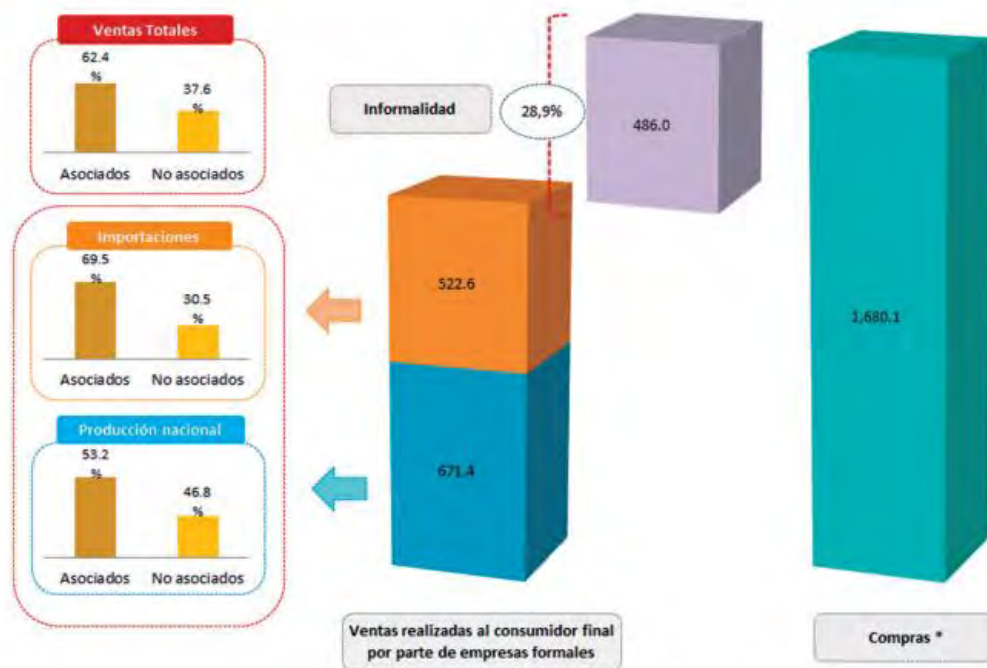 Ventas Totales
62.4
%
37.6
%
Asociados
No asociados
Importaciones
69.5
%
30.5
%
Asociados
No asociados
Producción nacional
53.2
%
46.8
%
Asociados
No asociados
Informalidad
28,9%
486.0
522.6
671.4
1,680.1
Ventas realizadas al consumidor final
por parte de empresas formales
Compras *